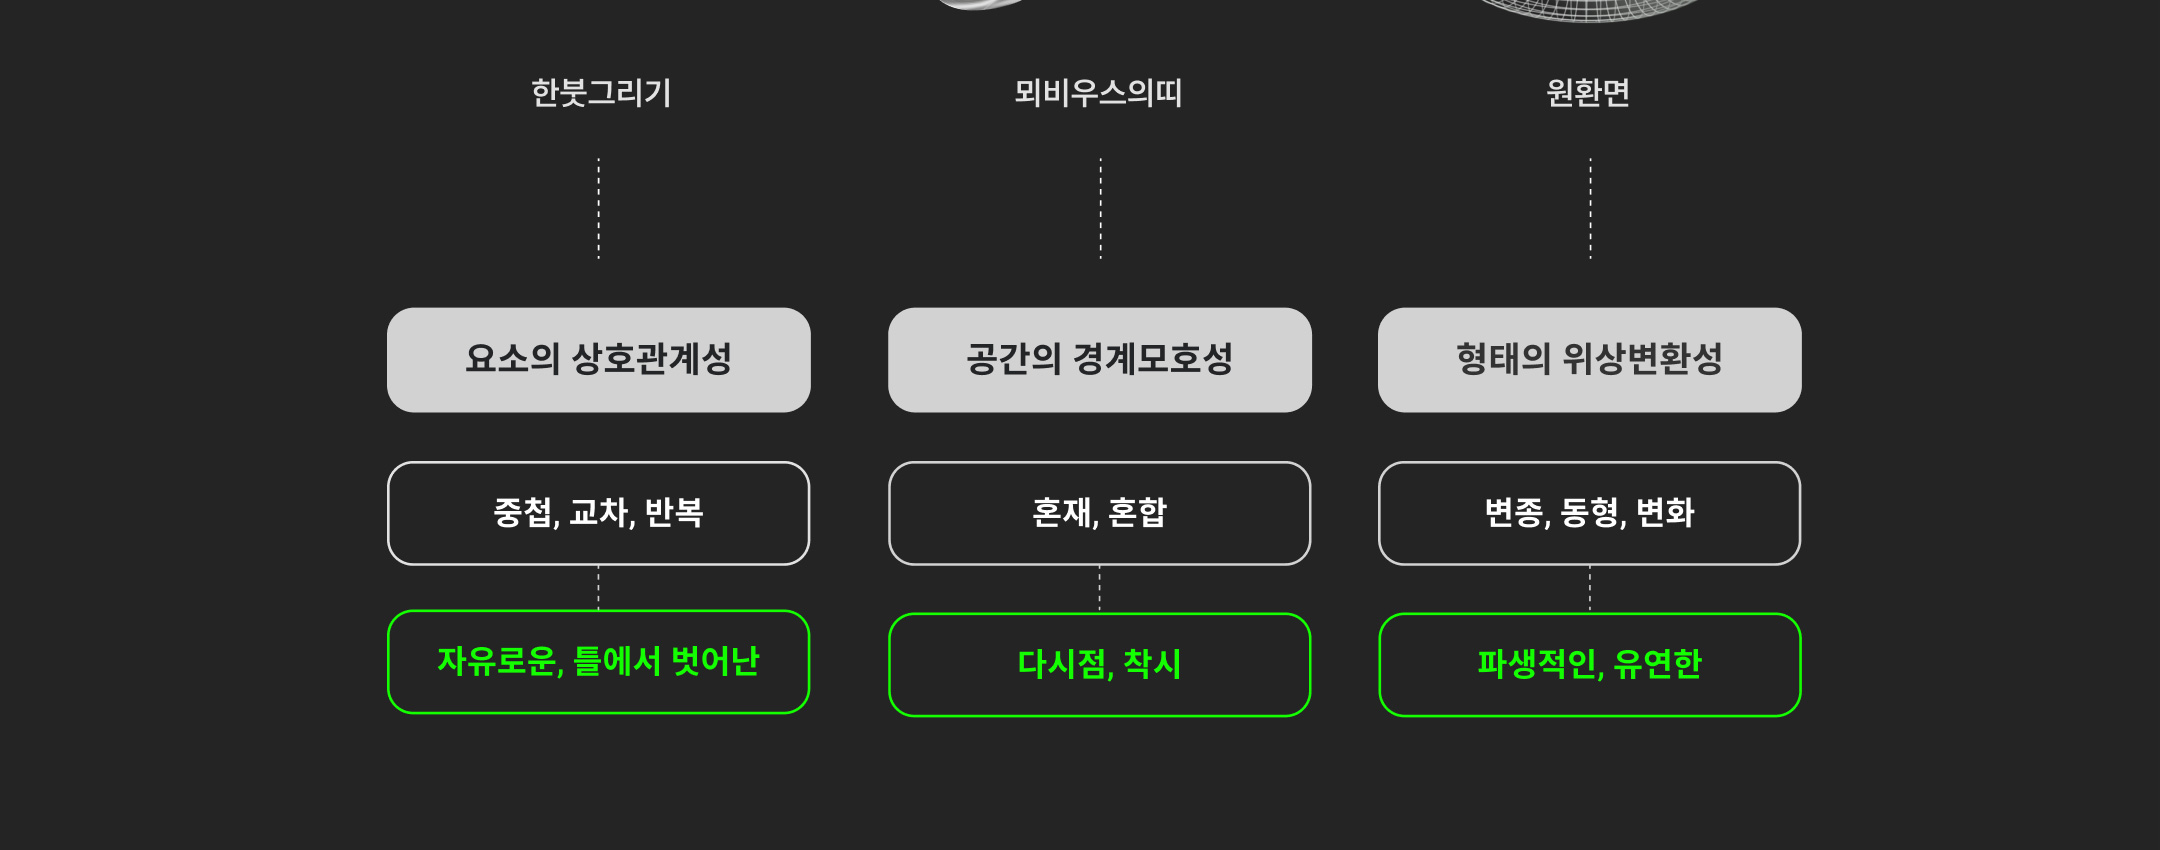 한붓그리기
뫼비우스의띠
원환면
요소의 상호관계성
공간의 경계모호성
형태의 위상변환성
중첩, 교차, 반복
혼재, 혼합
변종, 동형, 변화
자유로운, 틀에서 벗어난
다시점, 착시
파생적인, 유연한